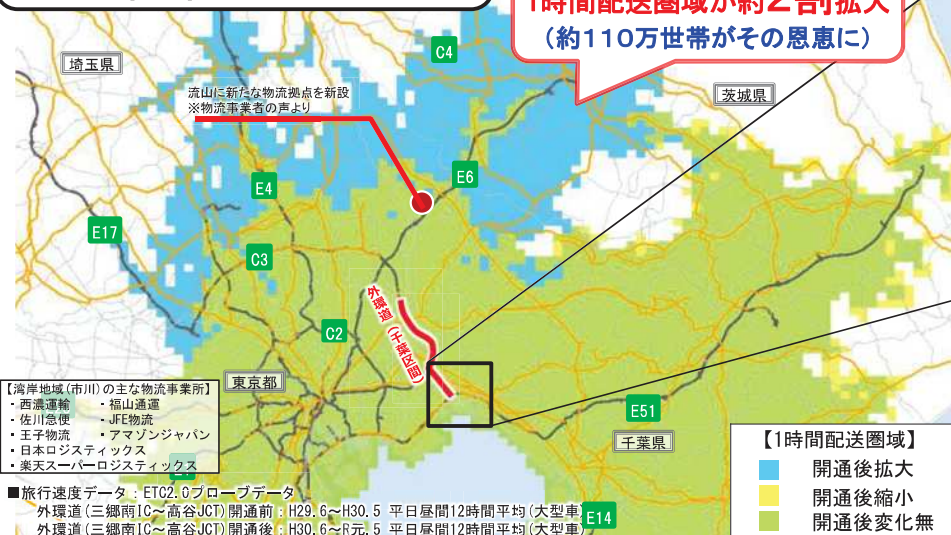 1時間配送圏域が約2割拡大
(約110万世帯がその恩恵に)
埼玉県
C4
流山に新たな物流拠点を新設
※物流事業者の声より
茨城県
E6
E4
E17
C3
外環道(千葉区間)
C2
東京都
【湾岸地域(市川)の主な物流事業所】
・西濃運輸 ・福山通運
・佐川急便 ・JFE物流
・王子物流 ・アマゾンジャパン
・日本ロジスティックス
・楽天スーパーロジスティックス
E51
千葉県
【1時間配送圏域】
開通後拡大
開通後縮小
開通後変化無
■旅行速度データ:ETC2.0プローブデータ
外環道(三郷南IC~高谷JCT)開通前:H29.6~H30.5 平日昼間12時間平均(大型車)
外環道(三郷南IC~高谷JCT)開通後:H30.6~R元.5 平日昼間12時間平均(大型車)
E14